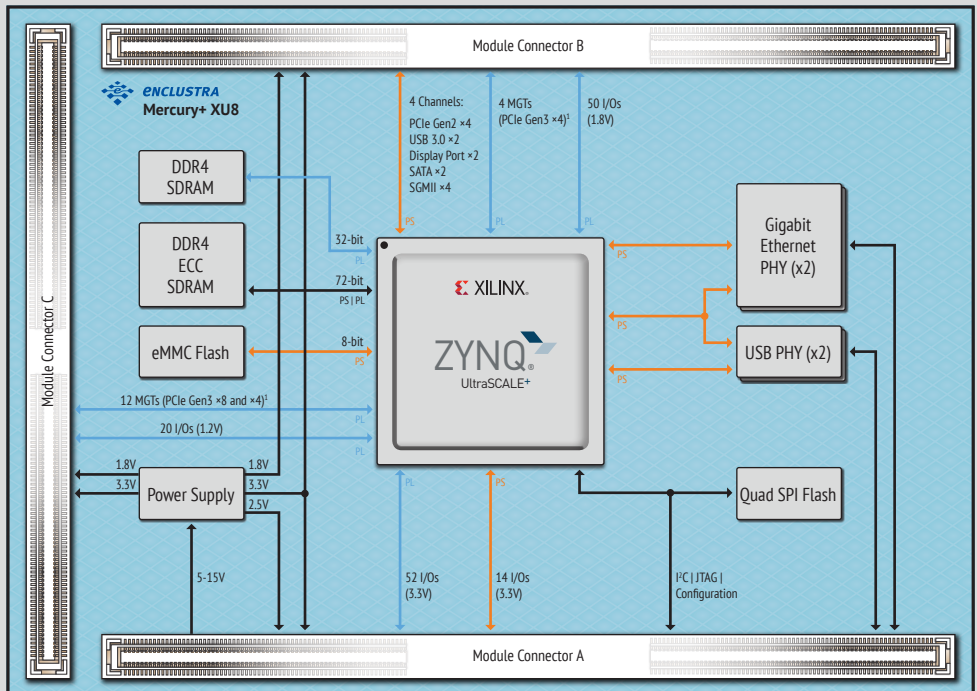 Module Connector B
Module Connector C
enclustra
Mercury+ XU8
4 Channels:
PCIe Gen2 ×4
USB 3.0 ×2
Display Port ×2
SATA ×2
SGMII ×4
PS
4 MGTs
(PCIe Gen3 ×4)¹
PL
50 I/Os
(1.8V)
PL
DDR4
SDRAM
32-bit
PL
DDR4
ECC
SDRAM
72-bit
PS | PL
eMMC Flash
8-bit
PS
XILINX®
ZYNQ®
UltraSCALE+
PS
PS
PS
Gigabit
Ethernet
PHY (x2)
USB PHY (x2)
12 MGTs (PCIe Gen3 ×8 and ×4)¹
PL
20 I/Os (1.2V)
PL
1.8V
3.3V
Power Supply
1.8V
3.3V
2.5V
5-15V
PL
52 I/Os
(3.3V)
PS
14 I/Os
(3.3V)
Quad SPI Flash
I²C | JTAG |
Configuration
Module Connector A